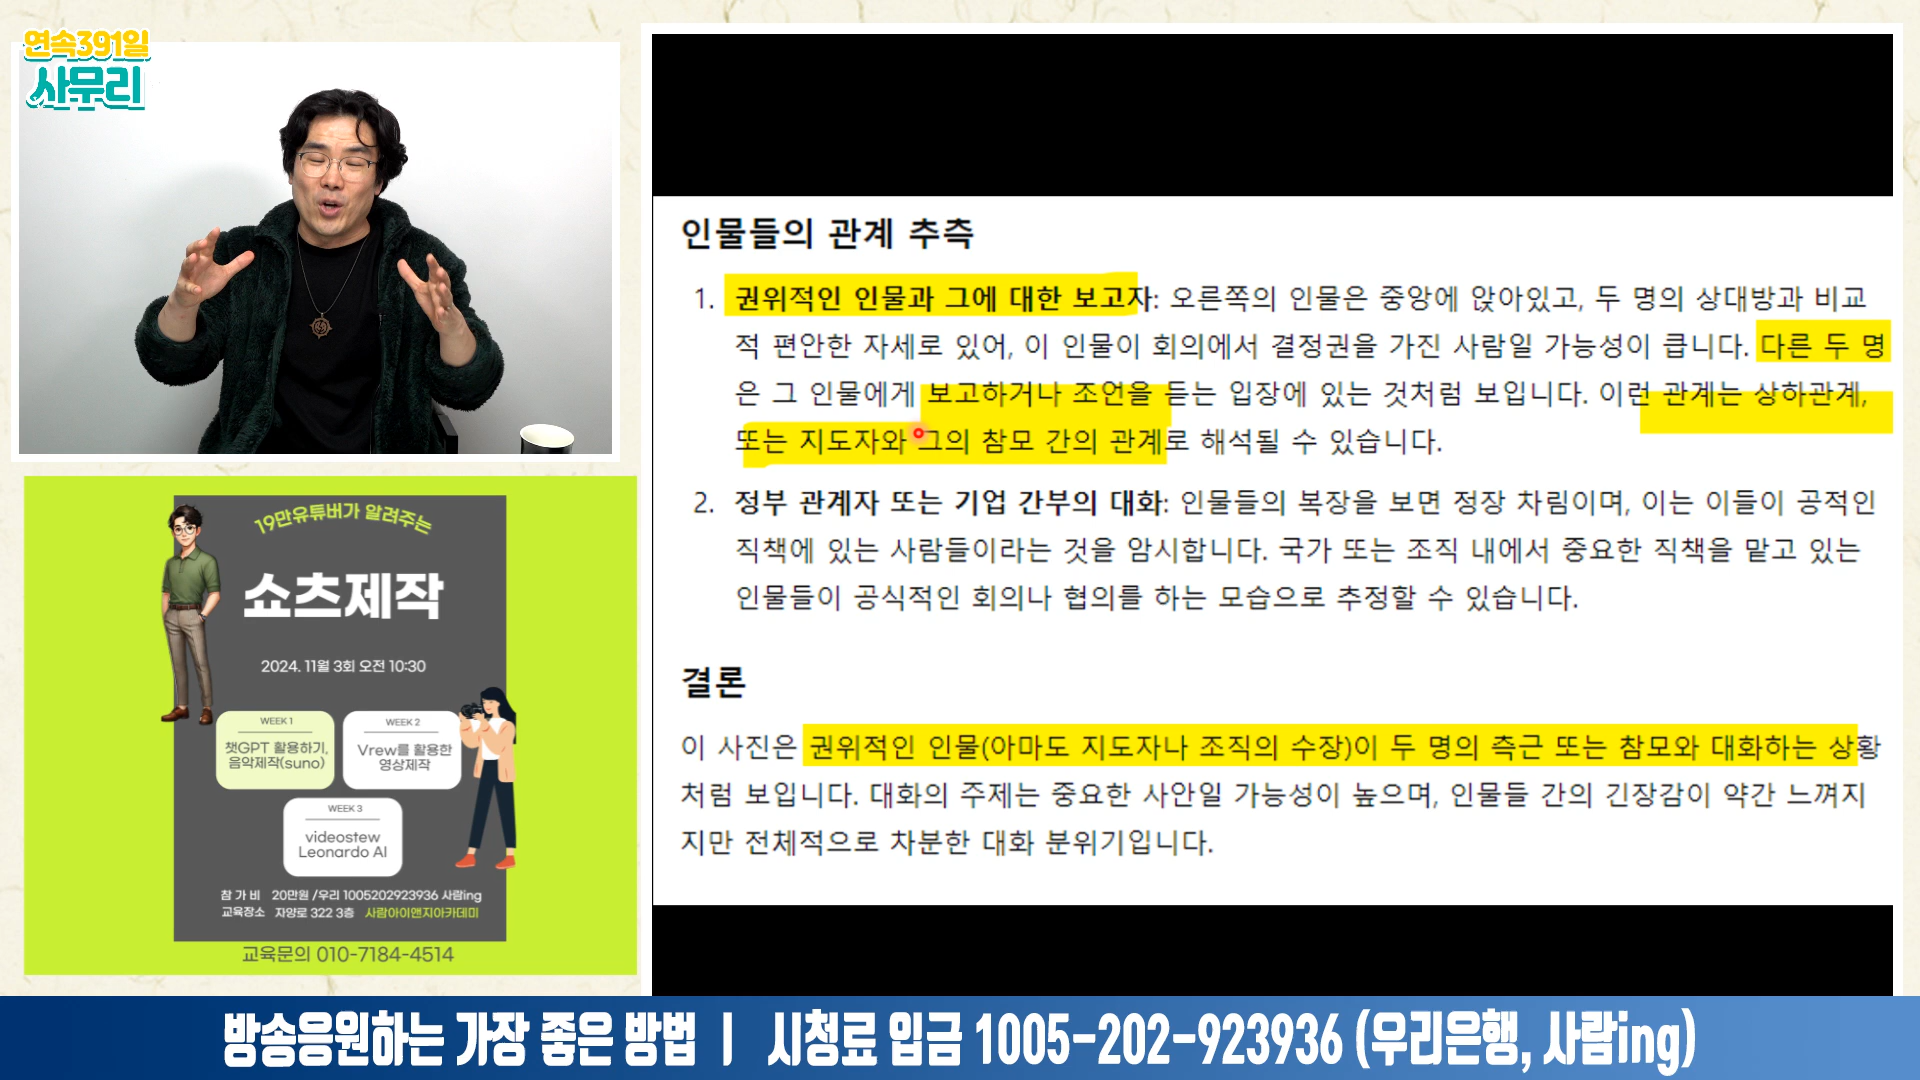 연속391일
사무리
인물들의 관계 추측
1. 권위적인 인물과 그에 대한 보고자: 오른쪽의 인물은 중앙에 앉아있고, 두 명의 상대방과 비교
적 편안한 자세로 있어, 이 인물이 회의에서 결정권을 가진 사람일 가능성이 큽니다. 다른 두 명
은 그 인물에게 보고하거나 조언을 듣는 입장에 있는 것처럼 보입니다. 이런 관계는 상하관계,
또는 지도자와 그의 참모 간의 관계로 해석될 수 있습니다.
2. 정부 관계자 또는 기업 간부의 대화: 인물들의 복장을 보면 정장 차림이며, 이는 이들이 공적인
직책에 있는 사람들이라는 것을 암시합니다. 국가 또는 조직 내에서 중요한 직책을 맡고 있는
인물들이 공식적인 회의나 협의를 하는 모습으로 추정할 수 있습니다.
결론
이 사진은 권위적인 인물(아마도 지도자나 조직의 수장)이 두 명의 측근 또는 참모와 대화하는 상황
처럼 보입니다. 대화의 주제는 중요한 사안일 가능성이 높으며, 인물들 간의 긴장감이 약간 느껴지
지만 전체적으로 차분한 대화 분위기입니다.
19만유튜버가 알려주는
쇼츠제작
2024. 11월 3회 오전 10:30
WEEK 1
챗GPT 활용하기,
음악제작(suno)
WEEK 2
Vrew를 활용한
영상제작
WEEK 3
videostew
Leonardo AI
참 가 비 20만원 /우리 1005202923936 사람ing
교육장소 자양로 322 3층 사람아이앤지아카데미
교육문의 010-7184-4514
방송응원하는 가장 좋은 방법 | 시청료 입금 1005-202-923936 (우리은행, 사람ing)